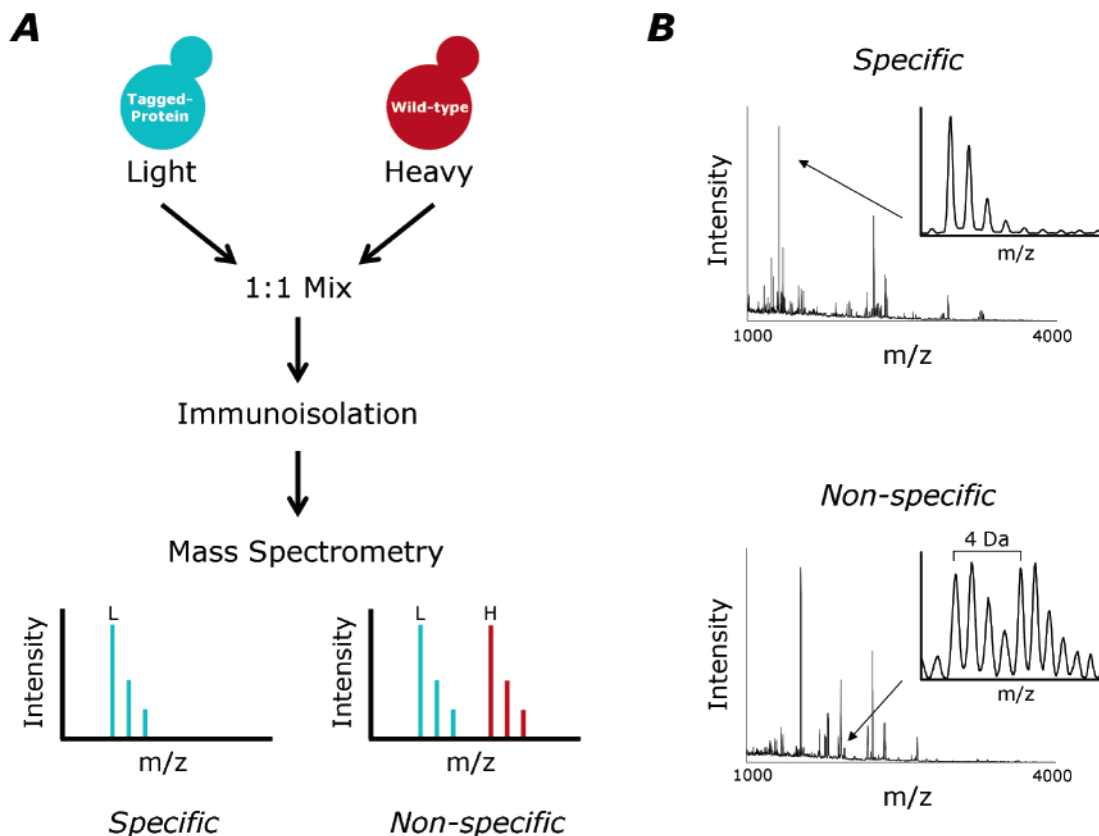 A
Tagged-
Protein
Wild-type
Light
Heavy
1:1 Mix
Immunoisolation
Mass Spectrometry
Intensity
L
m/z
Specific
Intensity
L
H
m/z
Non-specific
B
Specific
Intensity
1000
4000
m/z
m/z
Non-specific
4 Da
Intensity
m/z
1000
4000
m/z